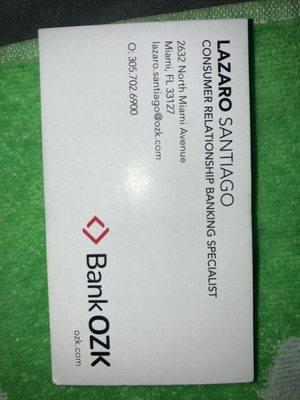 LAZARO SANTIAGO
CONSUMER RELATIONSHIP BANKING SPECIALIST
2632 North Miami Avenue
Miami, FL 33127
lazaro.santiago@ozk.com
O: 305.702.6900
Bank OZK
ozk.com